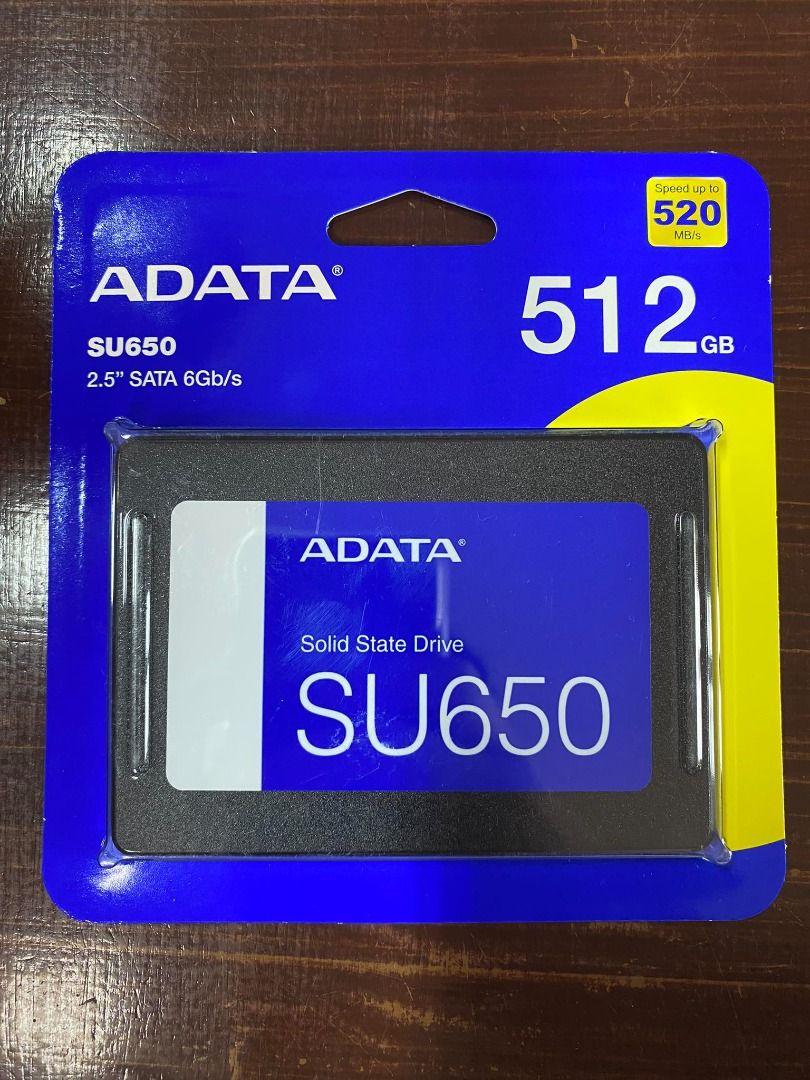 Speed up to
520
MB/s
ADATA®
512GB
SU650
2.5” SATA 6Gb/s
ADATA®
Solid State Drive
SU650